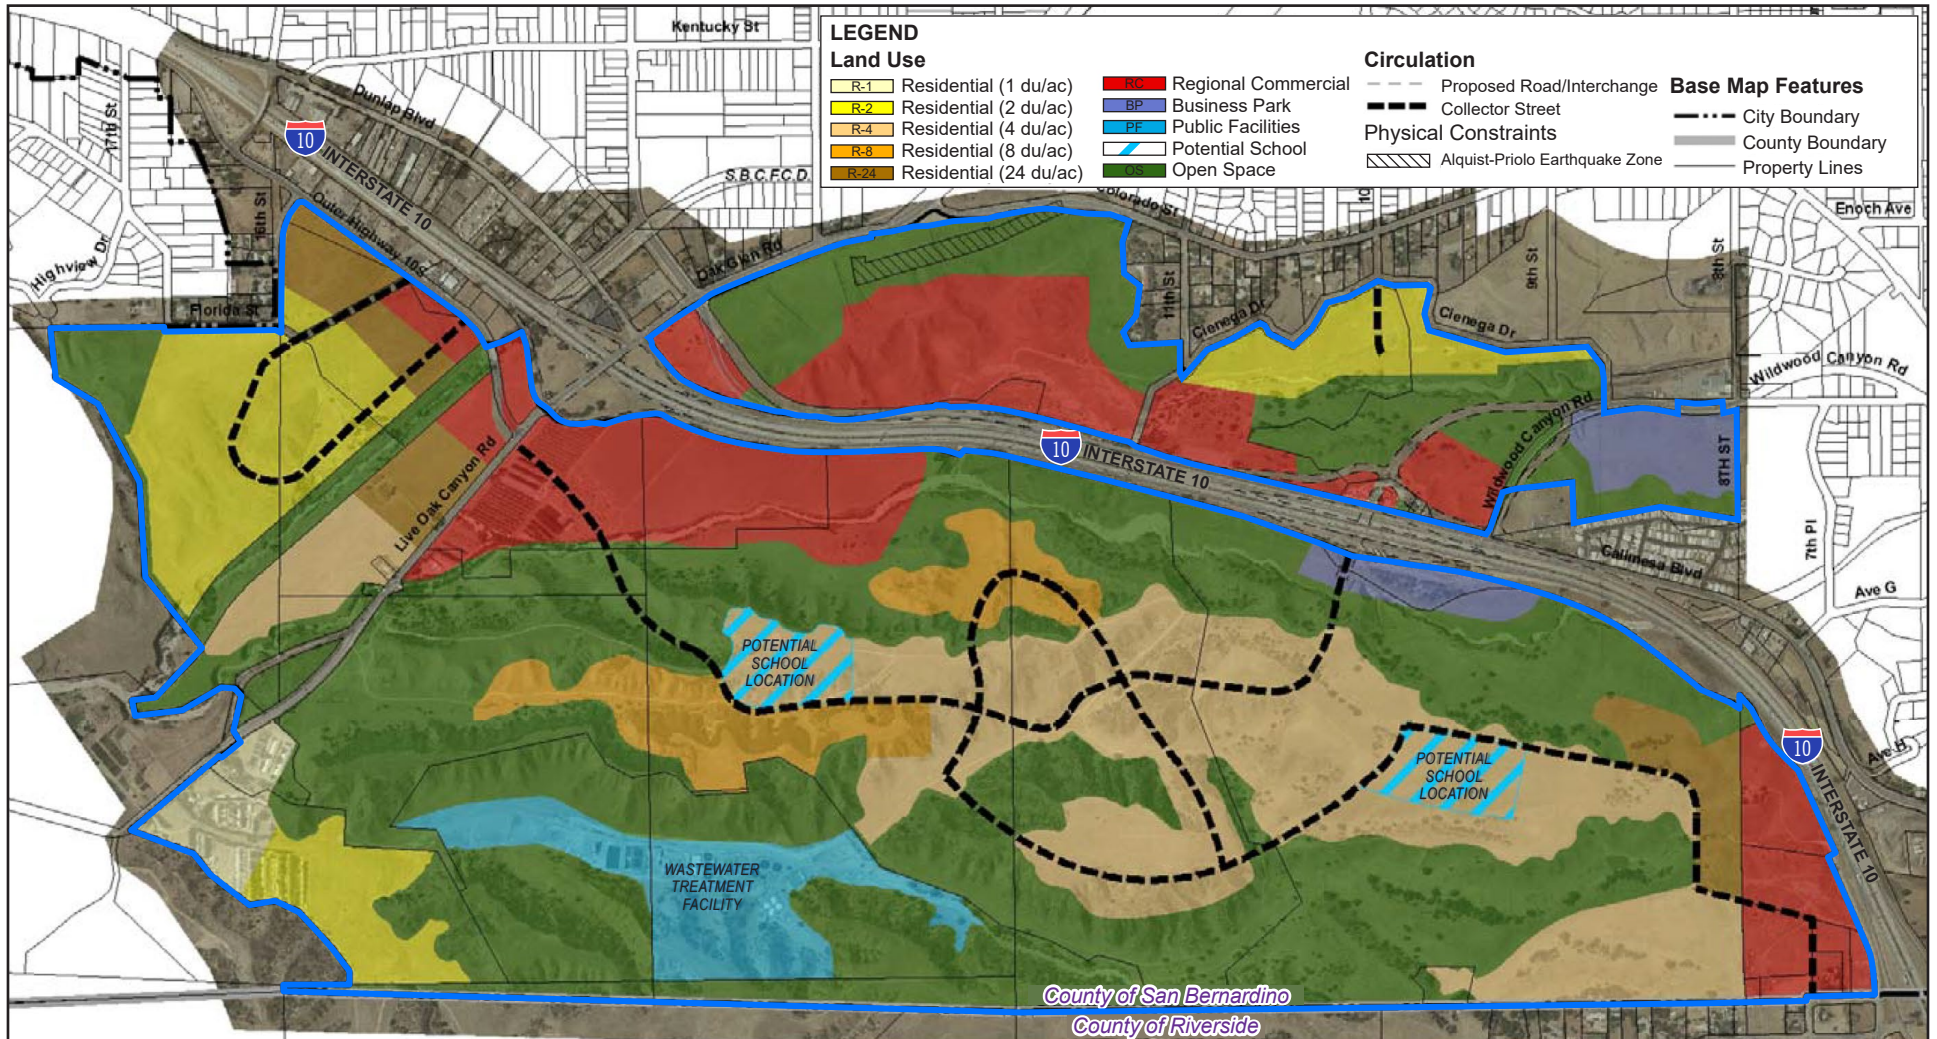 LEGEND
Land Use
R-1 Residential (1 du/ac)
R-2 Residential (2 du/ac)
R-4 Residential (4 du/ac)
R-8 Residential (8 du/ac)
R-24 Residential (24 du/ac)
RC Regional Commercial
BP Business Park
PF Public Facilities
Potential School
OS Open Space
Circulation
Proposed Road/Interchange
Collector Street
Physical Constraints
Alquist-Priolo Earthquake Zone
Base Map Features
City Boundary
County Boundary
Property Lines
Kentucky St
Dunlap Blvd
17th St
10
INTERSTATE 10
S.B.C.F.C.D.
Colorado St
10
Enoch Ave
16th St
Outer Highway 10S
Highview Dr
Oak Glen Rd
9th St
8th St
11th St
Florida St
Cienega Dr
Cienega Dr
Wildwood Canyon Rd
Wildwood Canyon Rd
10
INTERSTATE 10
8TH ST
Live Oak Canyon Rd
Calimesa Blvd
7th Pl
Ave G
POTENTIAL
SCHOOL
LOCATION
POTENTIAL
SCHOOL
LOCATION
10
INTERSTATE 10
Ave H
WASTEWATER
TREATMENT
FACILITY
County of San Bernardino
County of Riverside